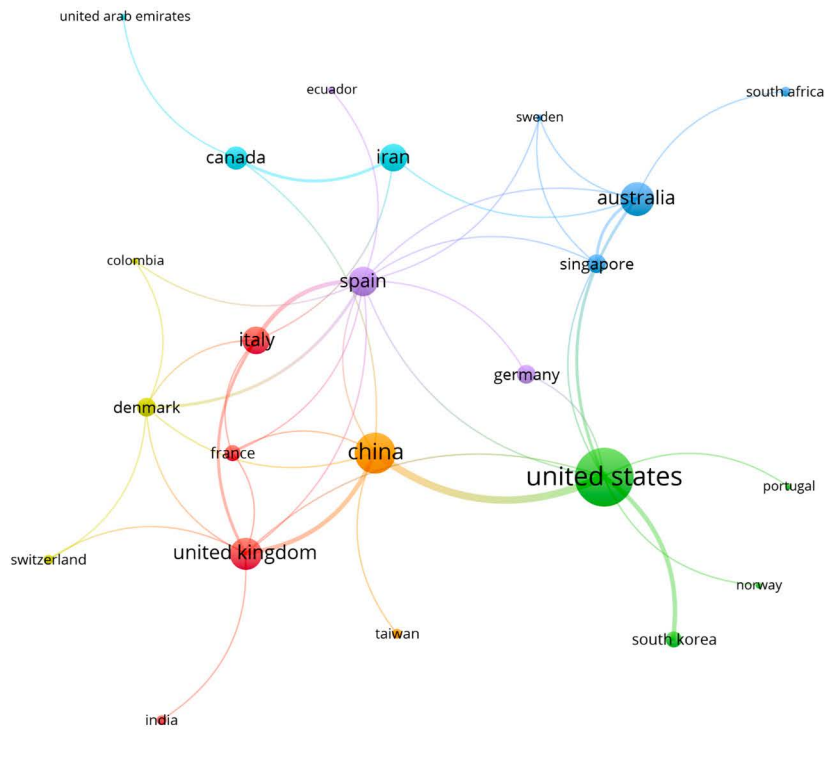 united arab emirates
ecuador
south africa
sweden
canada
iran
australia
colombia
singapore
spain
italy
germany
denmark
france
china
united states
portugal
switzerland
united kingdom
norway
taiwan
south korea
india